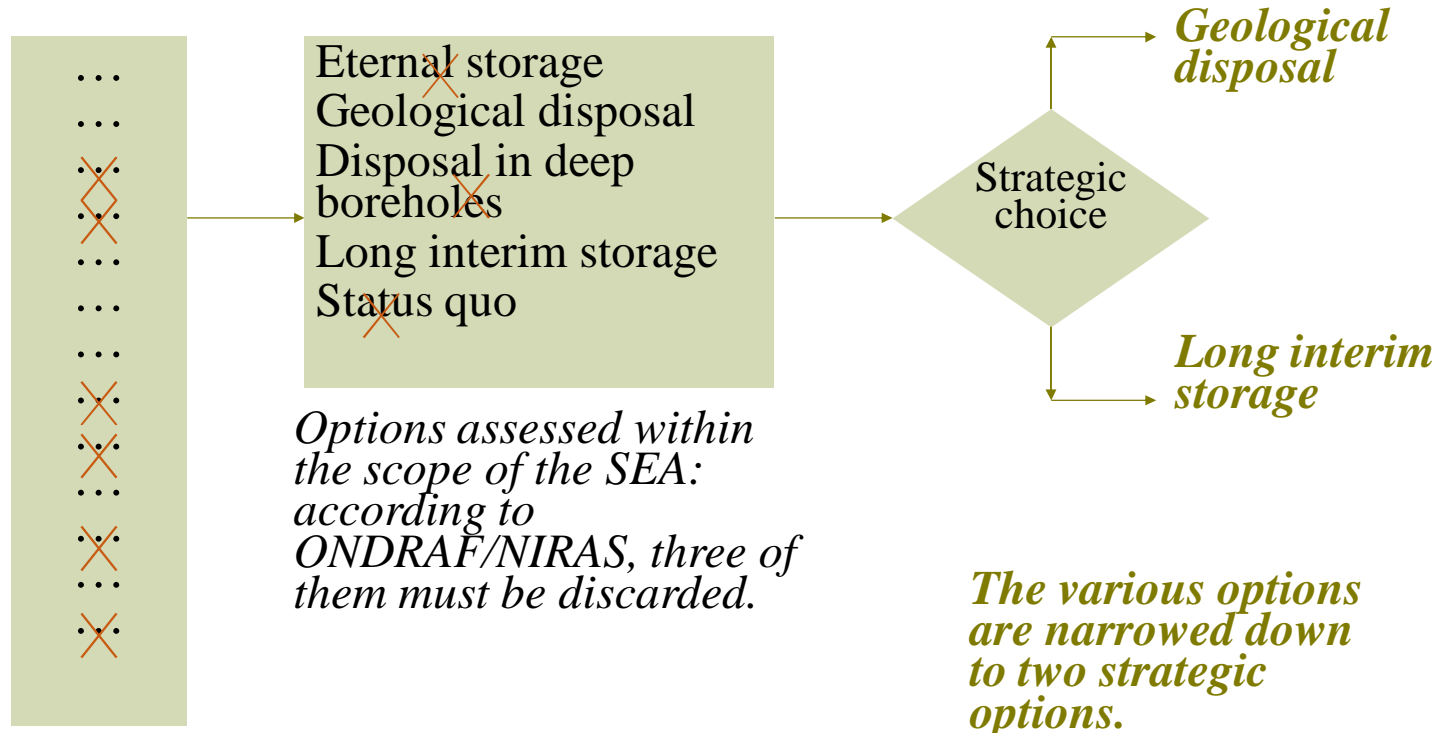 ...
...
...
...
...
...
...
...
...
...
...
...
...
Eternal storage
Geological disposal
Disposal in deep
boreholes
Long interim storage
Status quo
Options assessed within
the scope of the SEA:
according to
ONDRAF/NIRAS, three of
them must be discarded.
Strategic
choice
Geological
disposal
Long interim
storage
The various options
are narrowed down
to two strategic
options.